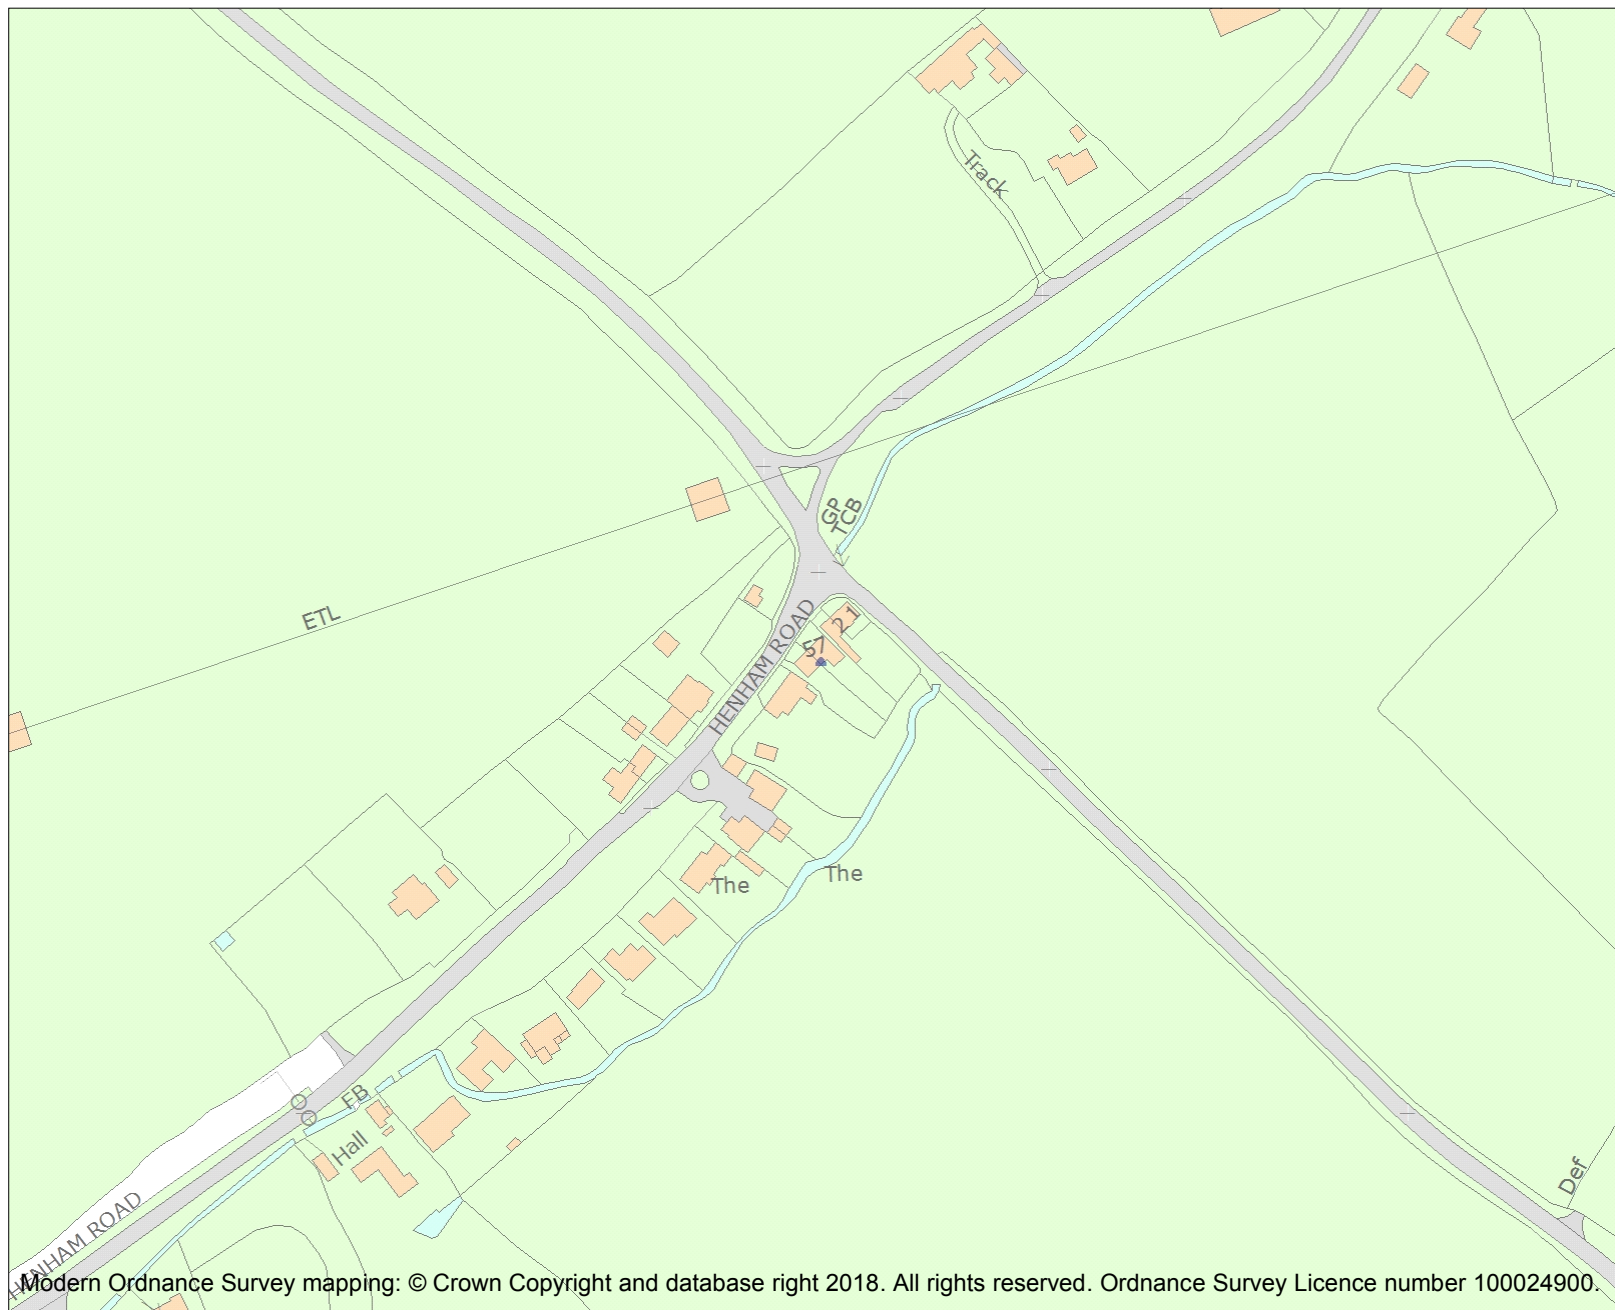 Track
GP
TCB
ETL
21
57
HENHAM ROAD
The
The
FB
Hall
Def
HENHAM ROAD
Modern Ordnance Survey mapping: © Crown Copyright and database right 2018. All rights reserved. Ordnance Survey Licence number 100024900.